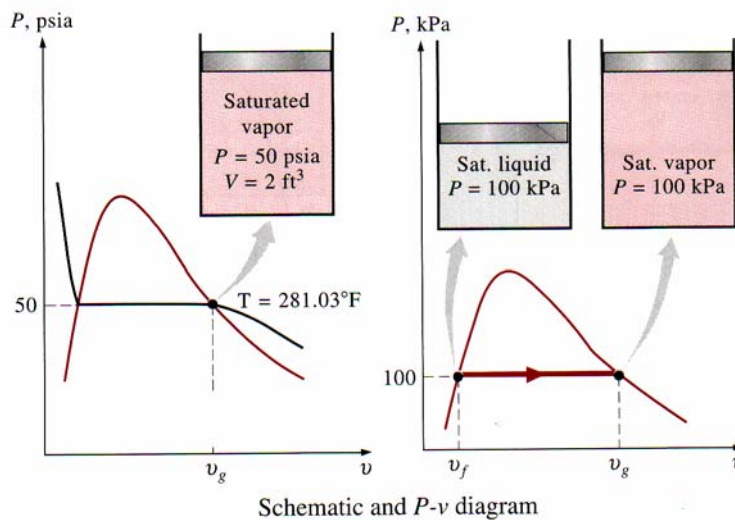 P, psia
Saturated
vapor
P = 50 psia
V = 2 ft³
50
T = 281.03°F
υg
υ
P, kPa
Sat. liquid
P = 100 kPa
Sat. vapor
P = 100 kPa
100
υf
υg
Schematic and P-v diagram